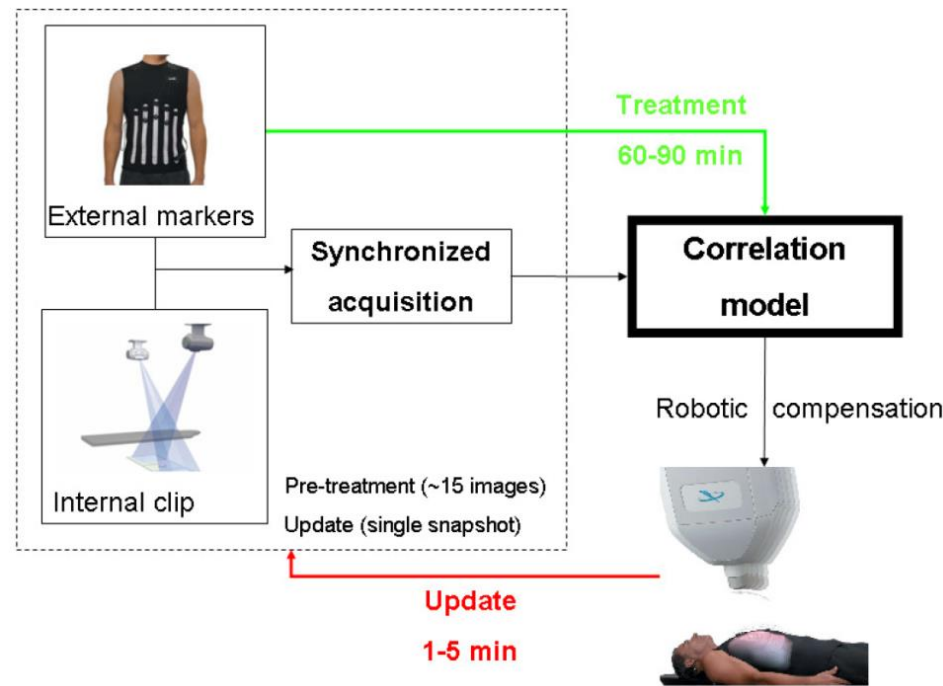 Treatment
60-90 min
External markers
Synchronized
acquisition
Correlation
model
Internal clip
Pre-treatment (~15 images)
Update (single snapshot)
Robotic compensation
Update
1-5 min